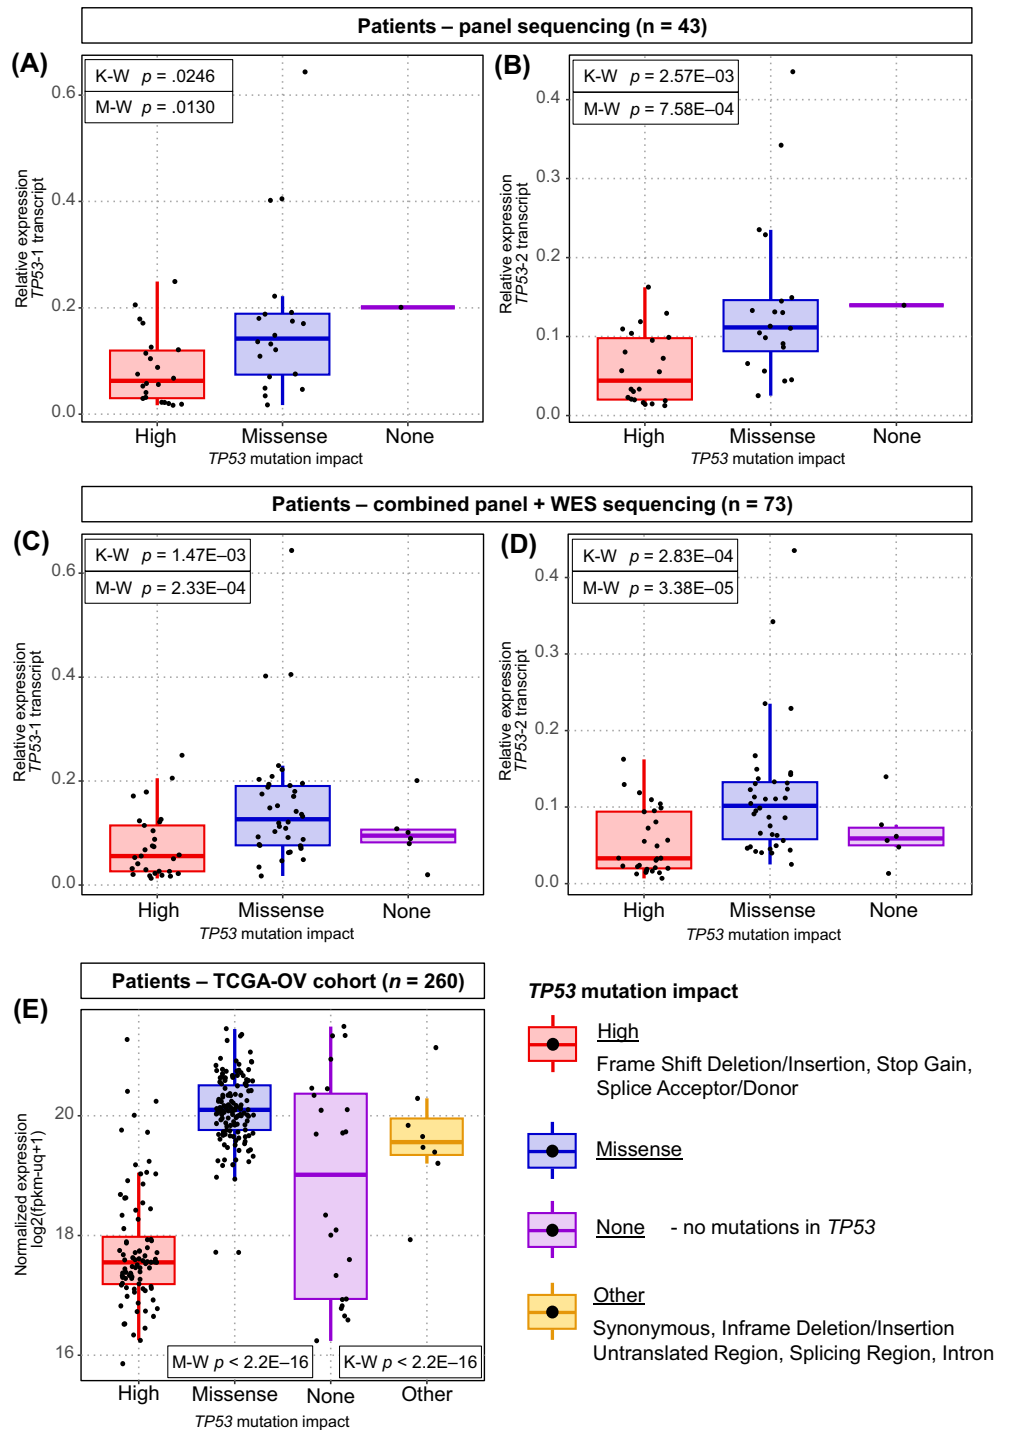 Patients – panel sequencing (n = 43)
(A)
K-W p = .0246
M-W p = .0130
0.6
0.4
0.2
0.0
Relative expression
TP53-1 transcript
High Missense None
TP53 mutation impact
(B)
K-W p = 2.57E–03
M-W p = 7.58E–04
0.4
0.3
0.2
0.1
0.0
Relative expression
TP53-2 transcript
High Missense None
TP53 mutation impact
Patients – combined panel + WES sequencing (n = 73)
(C)
K-W p = 1.47E–03
M-W p = 2.33E–04
0.6
0.4
0.2
0.0
Relative expression
TP53-1 transcript
High Missense None
TP53 mutation impact
(D)
K-W p = 2.83E–04
M-W p = 3.38E–05
0.4
0.3
0.2
0.1
0.0
Relative expression
TP53-2 transcript
High Missense None
TP53 mutation impact
Patients – TCGA-OV cohort (n = 260)
(E)
20
18
16
Normalized expression
log2(fpkm-uq+1)
M-W p < 2.2E–16
K-W p < 2.2E–16
High Missense None Other
TP53 mutation impact
TP53 mutation impact
High
Frame Shift Deletion/Insertion, Stop Gain,
Splice Acceptor/Donor
Missense
None - no mutations in TP53
Other
Synonymous, Inframe Deletion/Insertion
Untranslated Region, Splicing Region, Intron